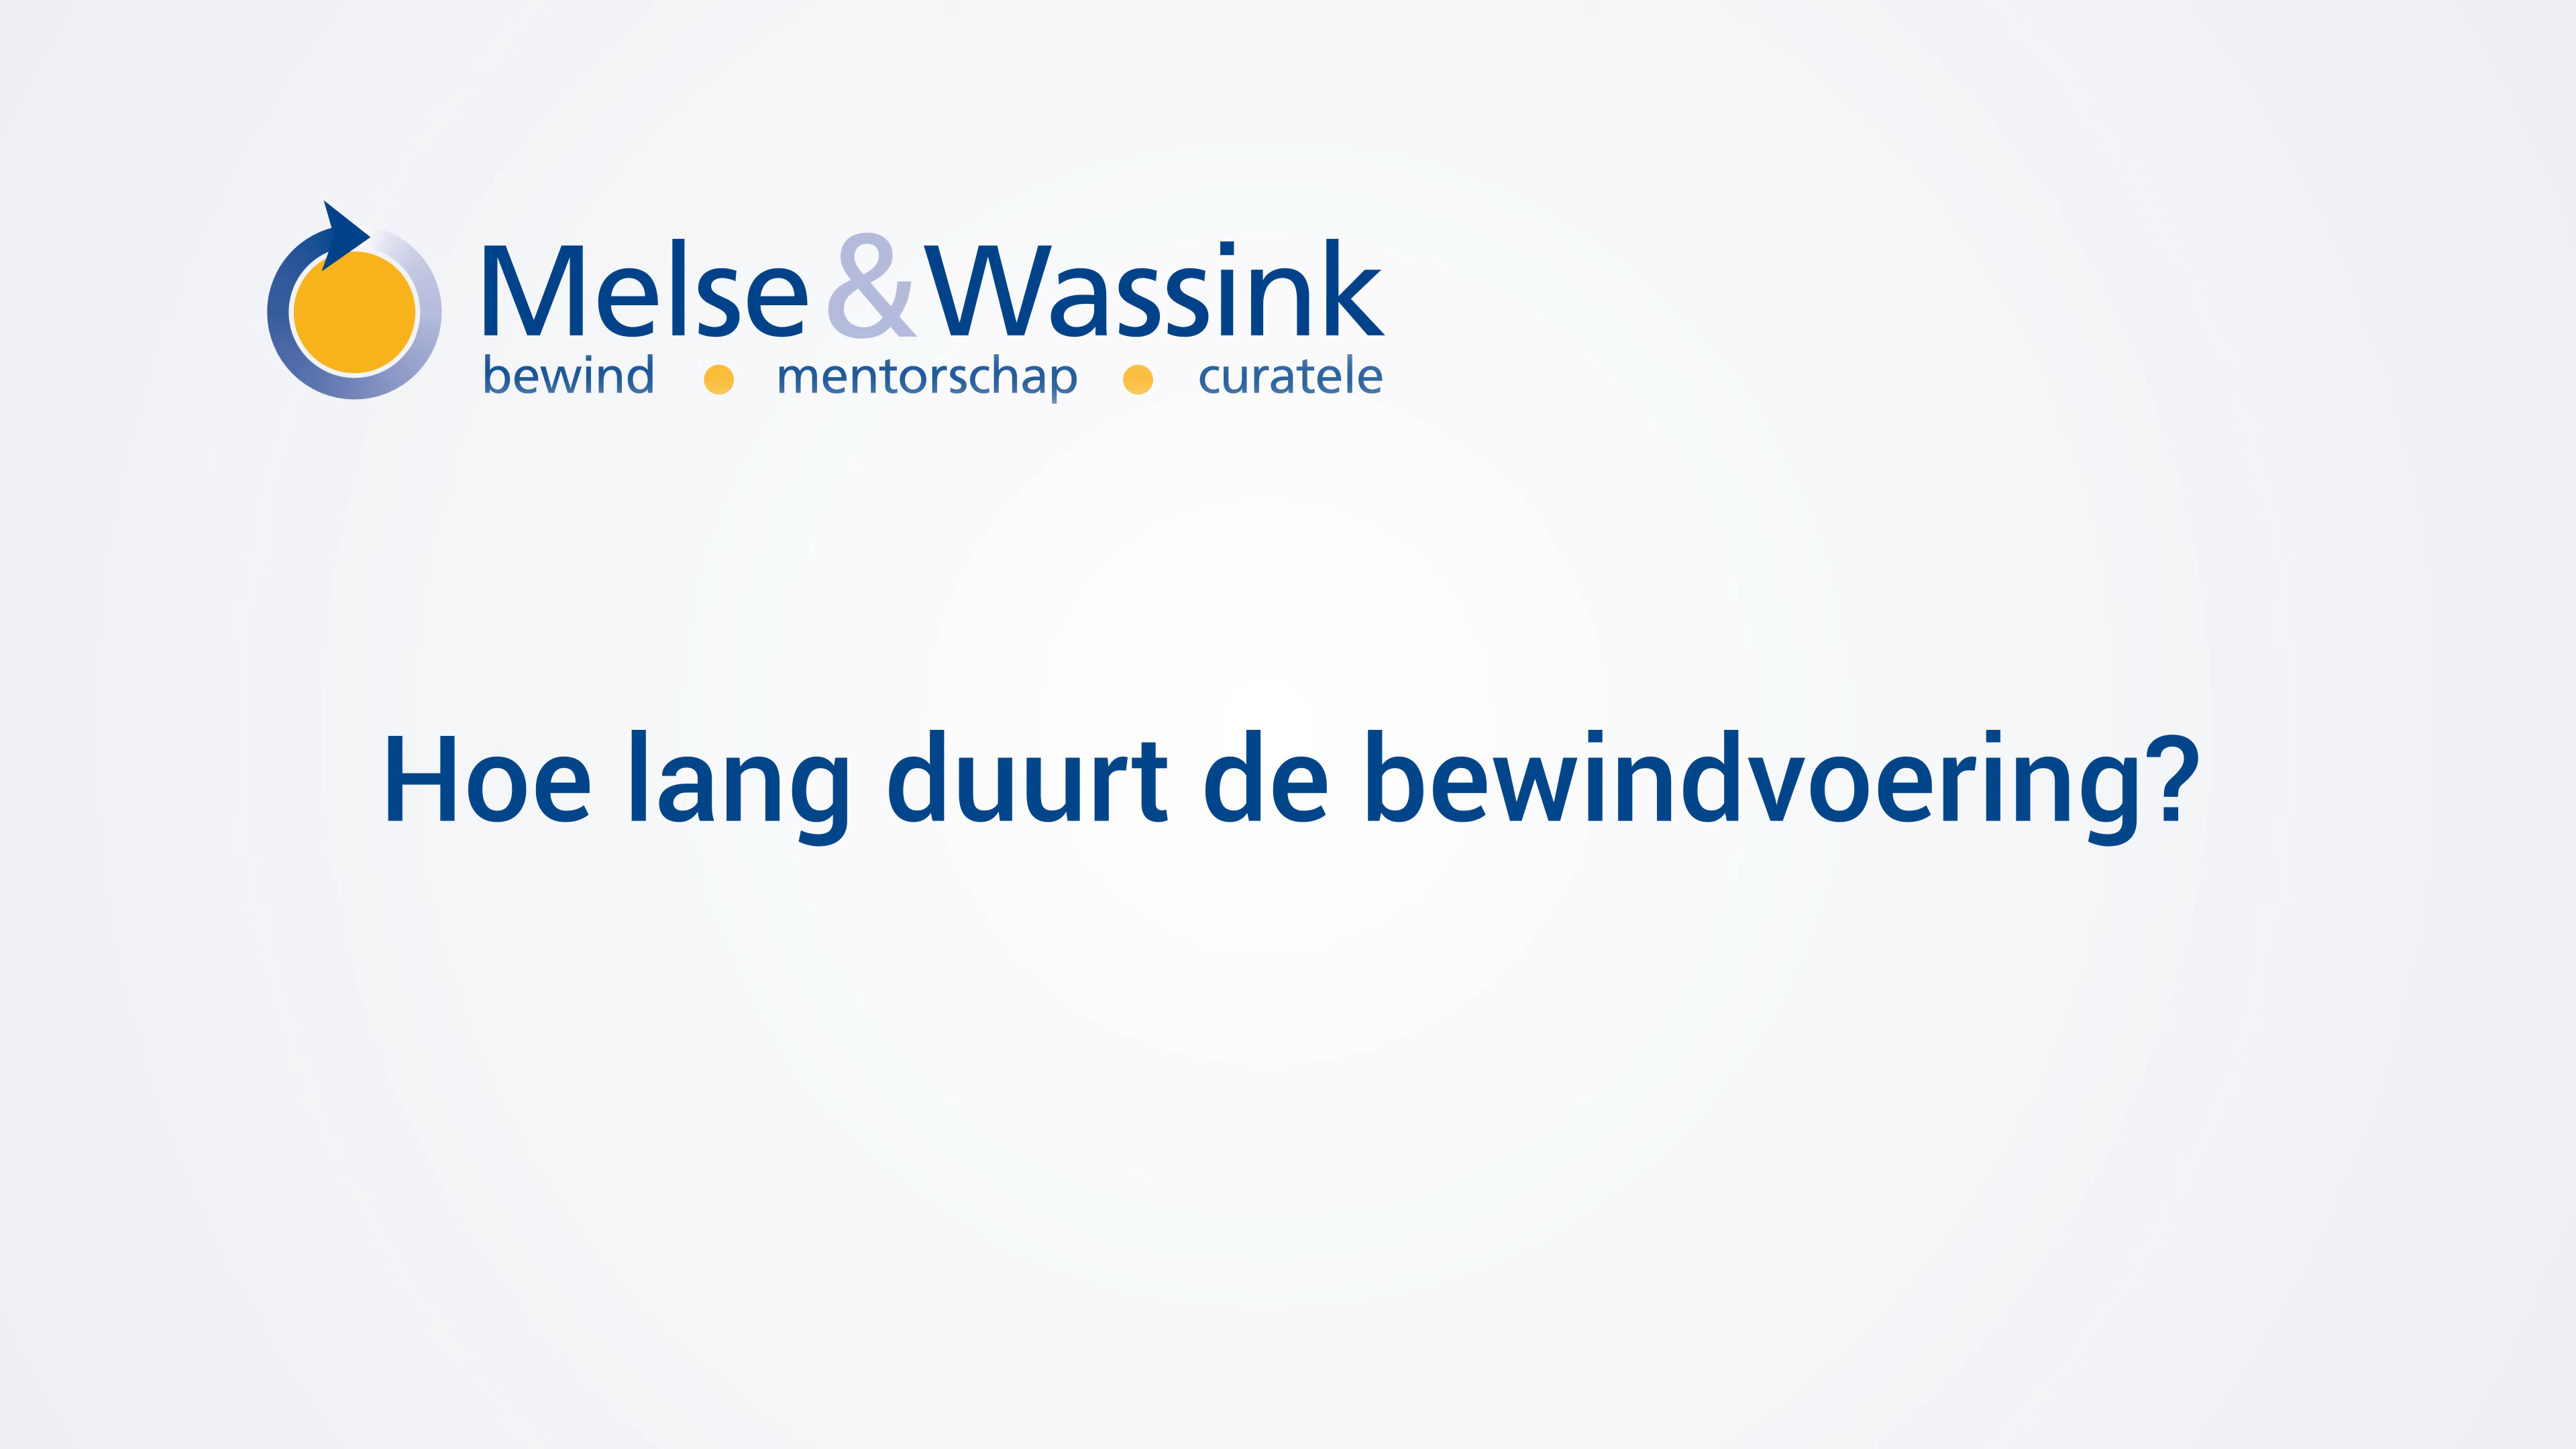 Melse & Wassink
bewind • mentorschap • curatele
Hoe lang duurt de bewindvoering?